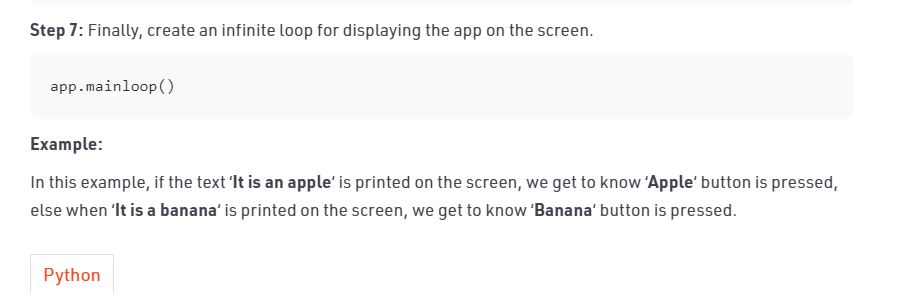 Step 7: Finally, create an infinite loop for displaying the app on the screen.
app.mainloop()
Example:
In this example, if the text ‘It is an apple‘ is printed on the screen, we get to know ‘Apple‘ button is pressed,
else when ‘It is a banana‘ is printed on the screen, we get to know ‘Banana‘ button is pressed.
Python